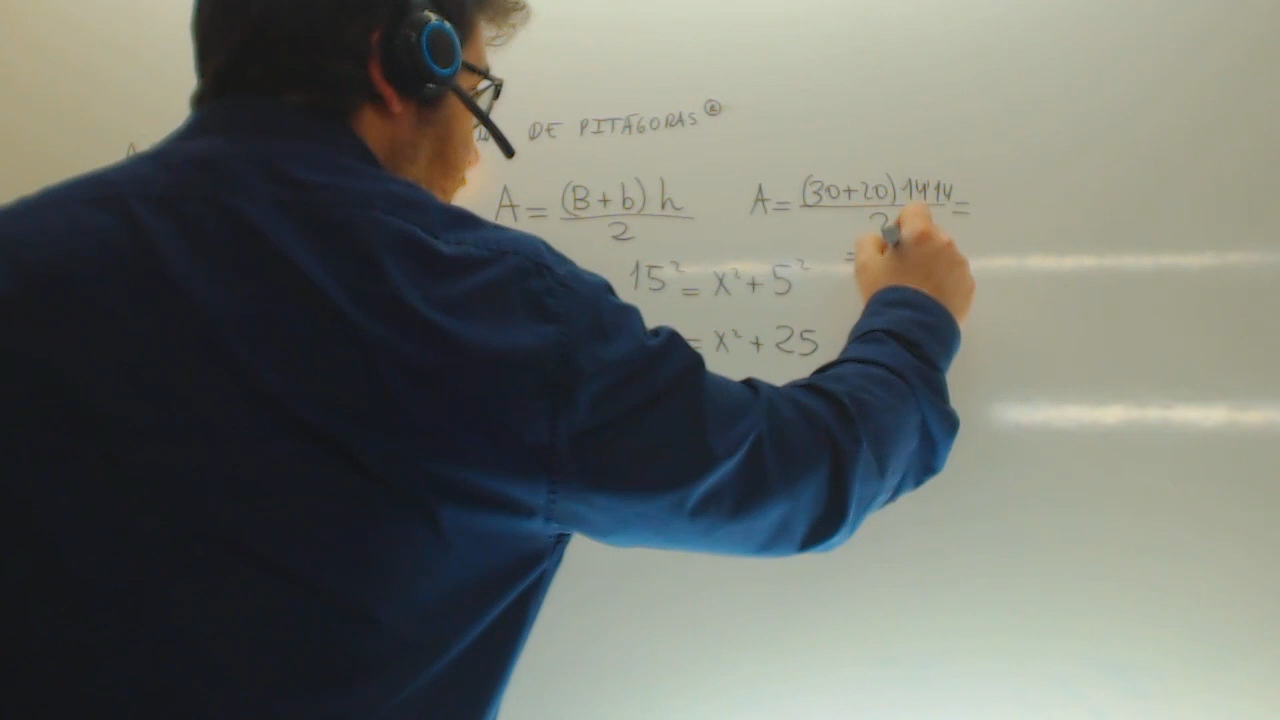 DE PITÁGORAS®
A = (B + b) h / 2
A = (30+20) 14'14 / 2 =
15² = x² + 5²
= x² + 25